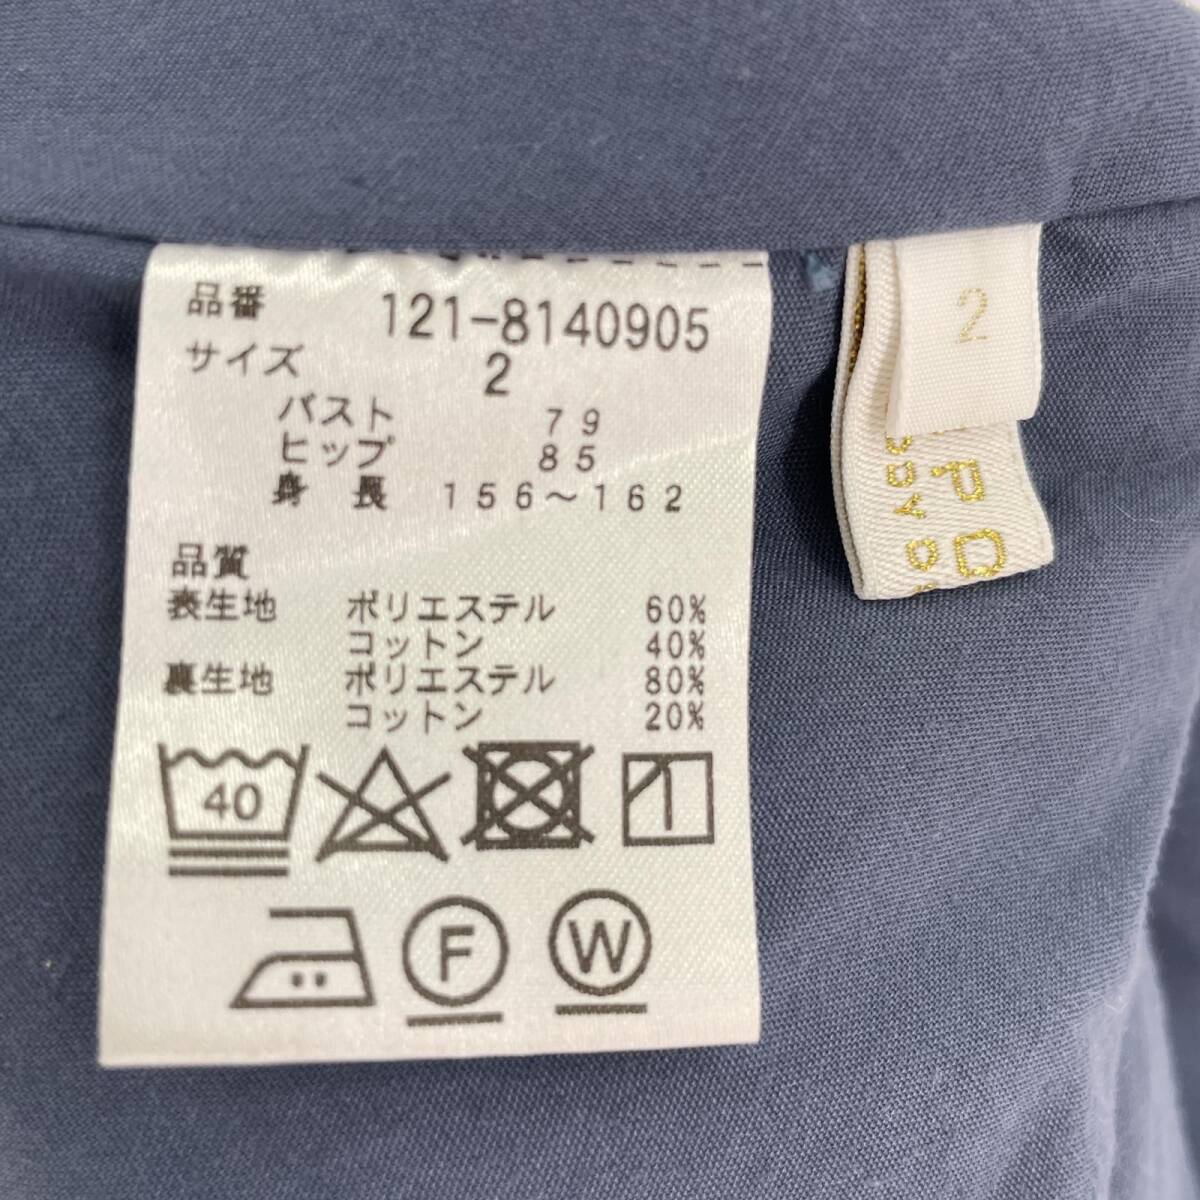 品番 121-8140905
サイズ 2
バスト 79
ヒップ 85
身長 156～162
品質
表生地 ポリエステル 60%
コットン 40%
裏生地 ポリエステル 80%
コットン 20%
40
F W
2